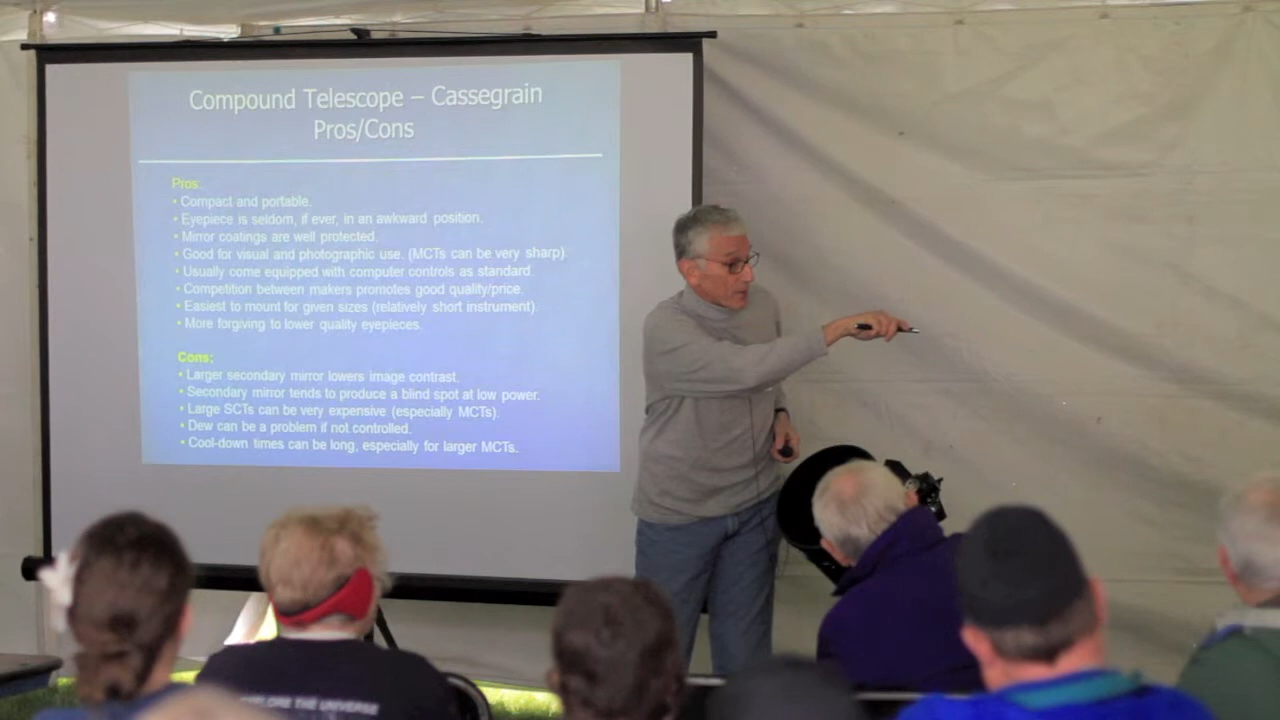 Compound Telescope – Cassegrain
Pros/Cons
Pros:
• Compact and portable.
• Eyepiece is seldom, if ever, in an awkward position.
• Mirror coatings are well protected.
• Good for visual and photographic use. (MCTs can be very sharp).
• Usually come equipped with computer controls as standard.
• Competition between makers promotes good quality/price.
• Easiest to mount for given sizes (relatively short instrument).
• More forgiving to lower quality eyepieces.
Cons:
• Larger secondary mirror lowers image contrast.
• Secondary mirror tends to produce a blind spot at low power.
• Large SCTs can be very expensive (especially MCTs).
• Dew can be a problem if not controlled.
• Cool-down times can be long, especially for larger MCTs.
THE UNIVERSE